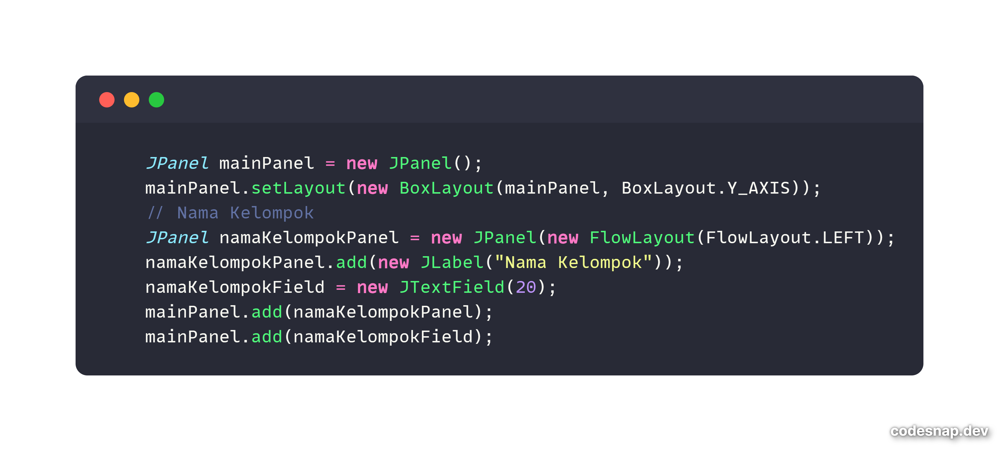 JPanel mainPanel = new JPanel();
mainPanel.setLayout(new BoxLayout(mainPanel, BoxLayout.Y_AXIS));
// Nama Kelompok
JPanel namaKelompokPanel = new JPanel(new FlowLayout(FlowLayout.LEFT));
namaKelompokPanel.add(new JLabel("Nama Kelompok"));
namaKelompokField = new JTextField(20);
mainPanel.add(namaKelompokPanel);
mainPanel.add(namaKelompokField);
codesnap.dev